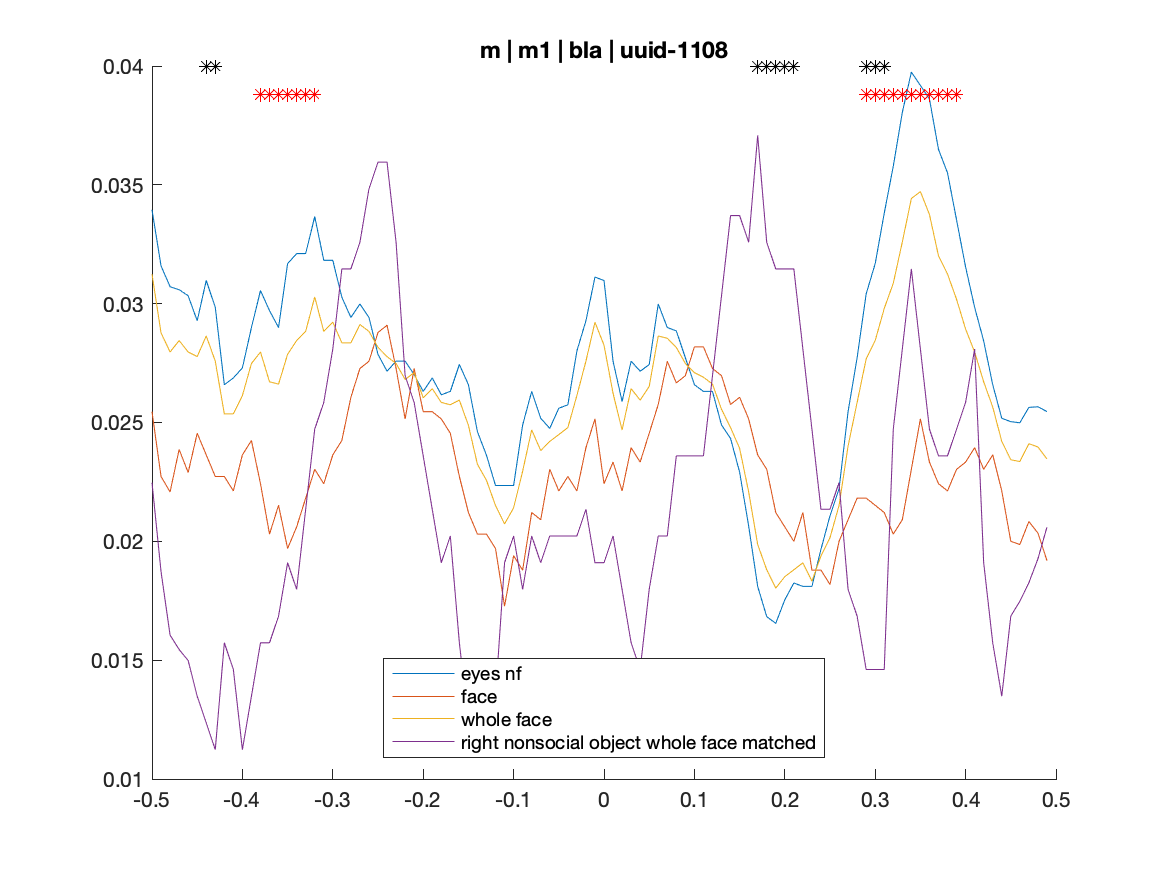 m | m1 | bla | uuid-1108
0.04
0.035
0.03
0.025
0.02
0.015
0.01
eyes nf
face
whole face
right nonsocial object whole face matched
-0.5 -0.4 -0.3 -0.2 -0.1 0 0.1 0.2 0.3 0.4 0.5